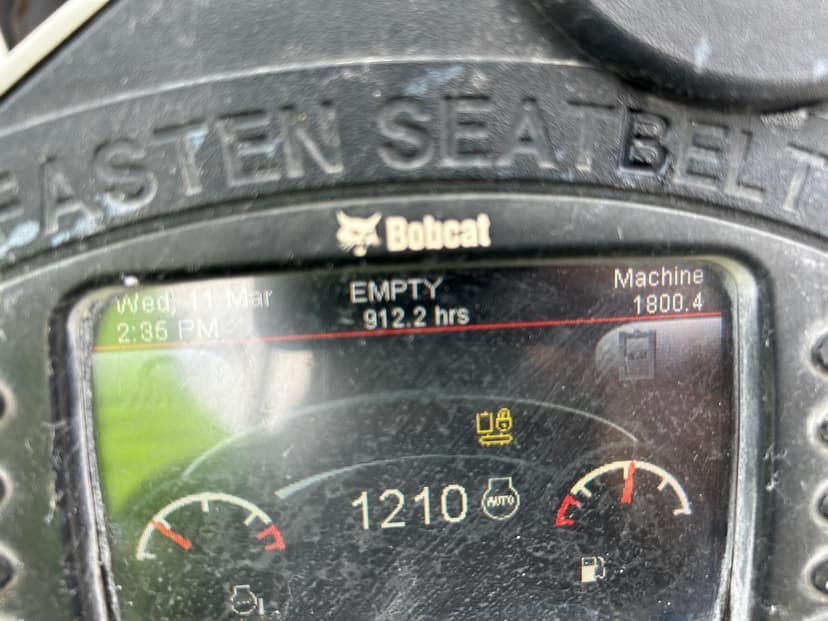 FASTEN SEATBELT
Bobcat
Wed, 11 Mar
2:35 PM
EMPTY
912.2 hrs
Machine
1800.4
1210
AUTO